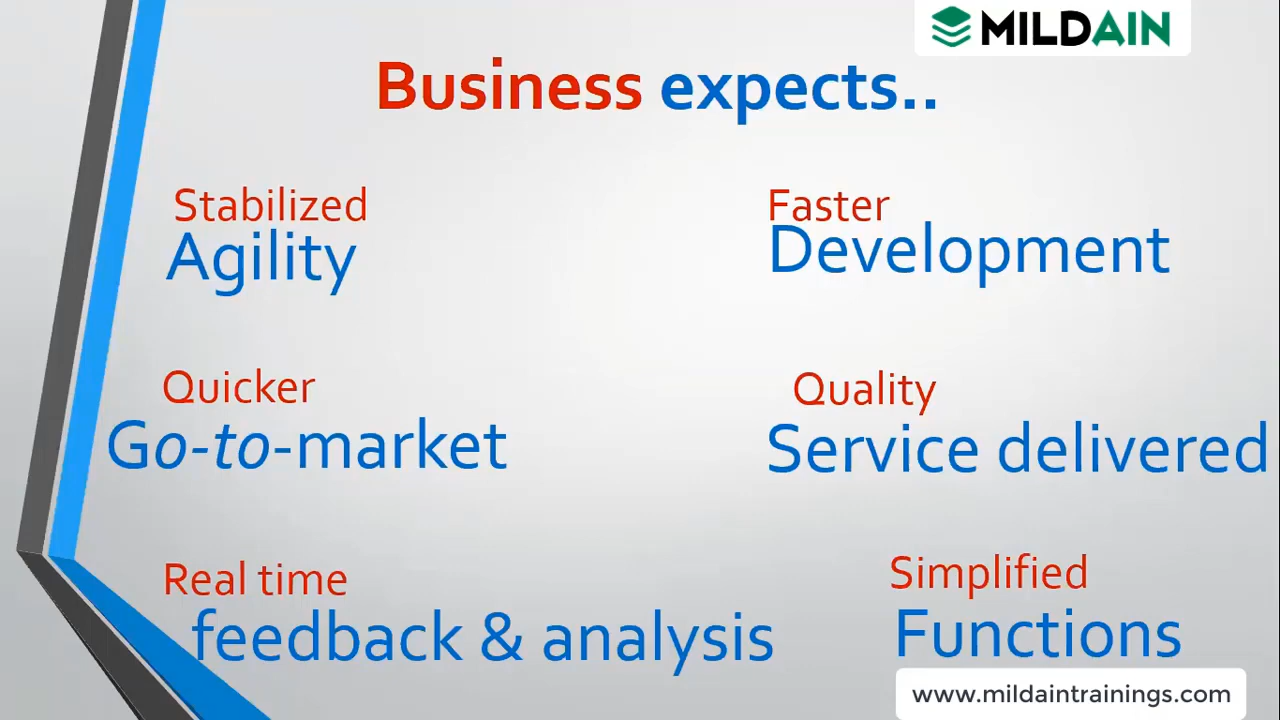 MILDAIN
Business expects..
Stabilized
Agility
Faster
Development
Quicker
Go-to-market
Quality
Service delivered
Real time
feedback & analysis
Simplified
Functions
www.mildaintrainings.com